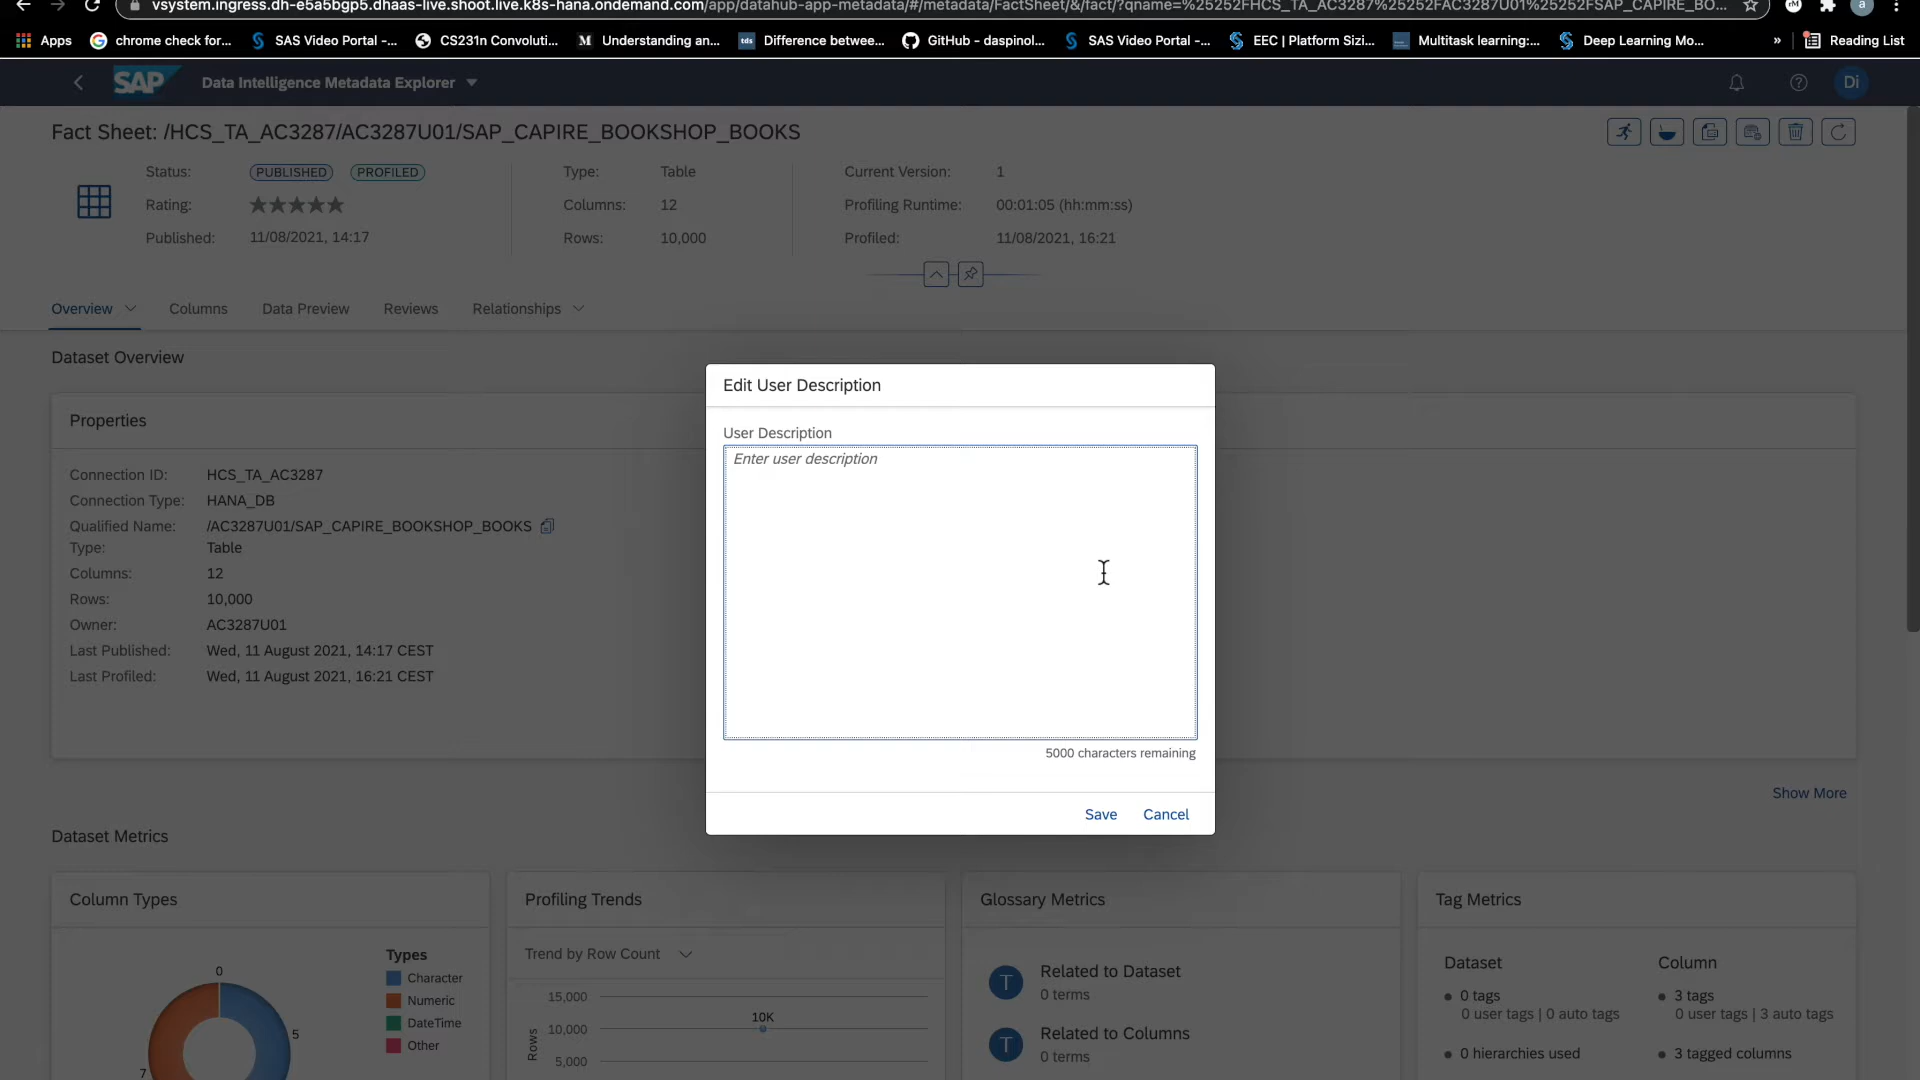 vsystem.ingress.dh-e5a5bgp5.dhaas-live.shoot.live.k8s-hana.ondemand.com/app/datahub-app-metadata/#/metadata/FactSheet/&/fact/?qname=%25252FHCS_TA_AC3287%25252FAC3287U01%25252FSAP_CAPIRE_BO... rM a
Apps chrome check for... SAS Video Portal -... CS231n Convoluti... M Understanding an... tds Difference betwee... GitHub - daspinol... SAS Video Portal -... EEC | Platform Sizi... Multitask learning:... Deep Learning Mo... » Reading List
SAP Data Intelligence Metadata Explorer Di
Fact Sheet: /HCS_TA_AC3287/AC3287U01/SAP_CAPIRE_BOOKSHOP_BOOKS
Status: PUBLISHED PROFILED Type: Table Current Version: 1
Rating: Columns: 12 Profiling Runtime: 00:01:05 (hh:mm:ss)
Published: 11/08/2021, 14:17 Rows: 10,000 Profiled: 11/08/2021, 16:21
Overview Columns Data Preview Reviews Relationships
Dataset Overview
Properties
Connection ID: HCS_TA_AC3287
Connection Type: HANA_DB
Qualified Name: /AC3287U01/SAP_CAPIRE_BOOKSHOP_BOOKS
Type: Table
Columns: 12
Rows: 10,000
Owner: AC3287U01
Last Published: Wed, 11 August 2021, 14:17 CEST
Last Profiled: Wed, 11 August 2021, 16:21 CEST
Edit User Description
User Description
Enter user description
5000 characters remaining
Save Cancel
Show More
Dataset Metrics
Column Types
Types
Character
Numeric
DateTime
Other
0
5
7
Profiling Trends
Trend by Row Count
15,000
10K
10,000
5,000
Rows
Glossary Metrics
T Related to Dataset
0 terms
T Related to Columns
0 terms
Tag Metrics
Dataset Column
0 tags 3 tags
0 user tags | 0 auto tags 0 user tags | 3 auto tags
0 hierarchies used 3 tagged columns